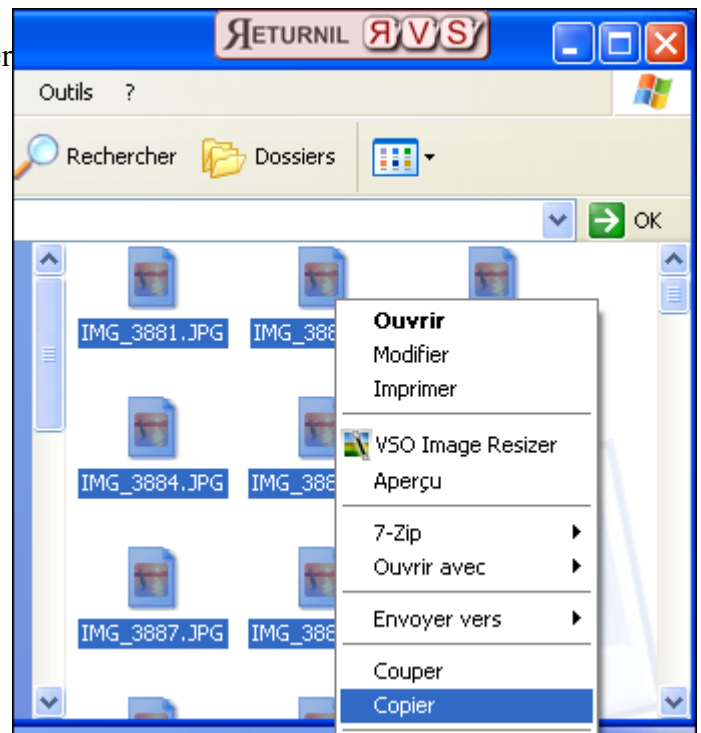 RETURNIL RVS
er
Outils ?
Rechercher Dossiers
OK
IMG_3881.JPG IMG_388
Ouvrir
Modifier
Imprimer
VSO Image Resizer
IMG_3884.JPG IMG_388
Aperçu
7-Zip
Ouvrir avec
Envoyer vers
IMG_3887.JPG IMG_388
Couper
Copier